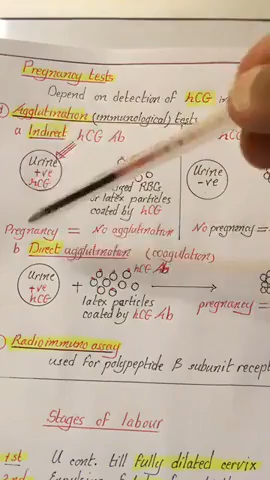 Pregnancy tests
Depend on detection of hCG in
Agglutination (immunological) tests
a Indirect hCG Ab
Urine +ve hCG
RBG
or latex particles
coated by hCG
Urine -ve
Pregnancy = No agglutination
No pregnancy =
b Direct agglutination (coagulation)
Urine +ve hCG
+
hCG Ab
latex particles
coated by hCG Ab
pregnancy =
Radioimmuno assay
used for polypeptide β subunit recept
Stages of labour
1st U cont. till fully dilated cervix
2nd